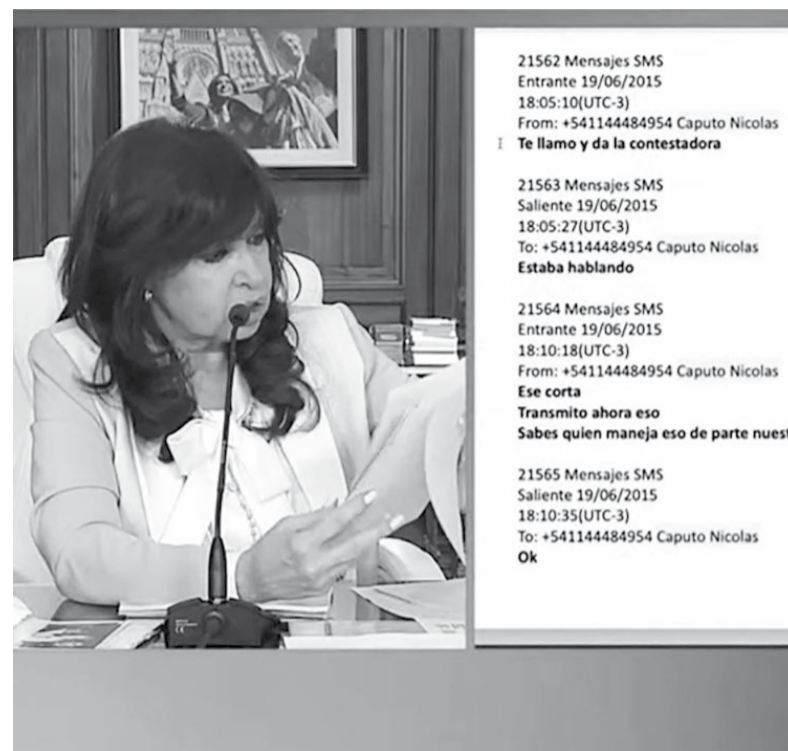 21562 Mensajes SMS
Entrante 19/06/2015
18:05:10(UTC-3)
From: +541144484954 Caputo Nicolas
Te llamo y da la contestadora
21563 Mensajes SMS
Saliente 19/06/2015
18:05:27(UTC-3)
To: +541144484954 Caputo Nicolas
Estaba hablando
21564 Mensajes SMS
Entrante 19/06/2015
18:10:18(UTC-3)
From: +541144484954 Caputo Nicolas
Ese corta
Transmito ahora eso
Sabes quien maneja eso de parte nuest
21565 Mensajes SMS
Saliente 19/06/2015
18:10:35(UTC-3)
To: +541144484954 Caputo Nicolas
Ok